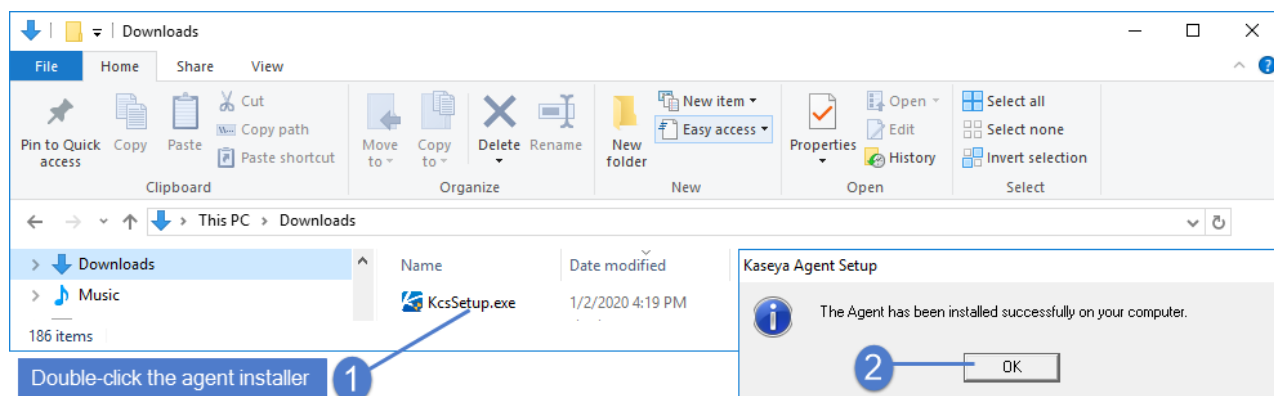 Downloads
File Home Share View
Pin to Quick access
Copy
Paste
Cut
Copy path
Paste shortcut
Clipboard
Move to
Copy to
Delete
Rename
Organize
New folder
New item
Easy access
New
Properties
Open
Edit
History
Open
Select all
Select none
Invert selection
Select
This PC > Downloads
Downloads
Music
186 items
Name Date modified
KcsSetup.exe 1/2/2020 4:19 PM
Kaseya Agent Setup
The Agent has been installed successfully on your computer.
2
OK
Double-click the agent installer 1